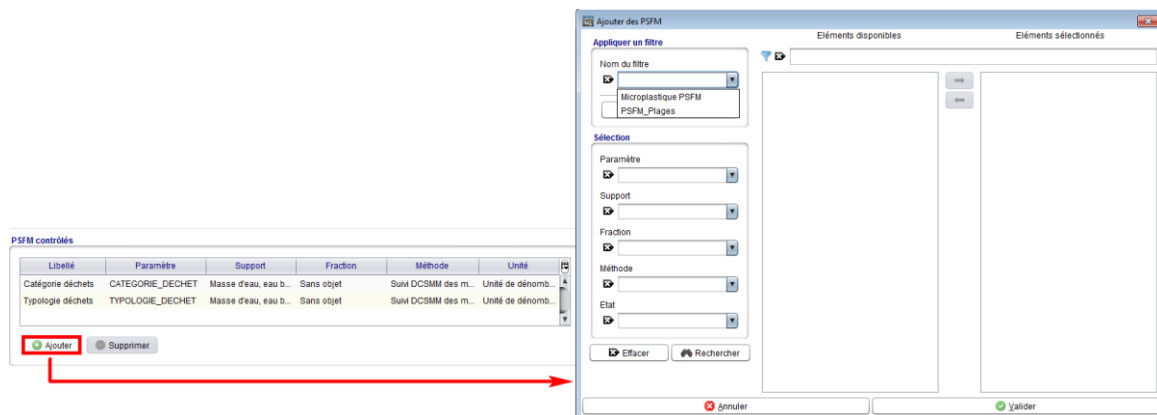 PSFM contrôlés
Libellé Paramètre Support Fraction Méthode Unité
Catégorie déchets CATEGORIE_DECHET Masse d'eau, eau b... Sans objet Suivi DCSMM des m... Unité de dénomb...
Typologie déchets TYPOLOGIE_DECHET Masse d'eau, eau b... Sans objet Suivi DCSMM des m... Unité de dénomb...
Ajouter Supprimer
Ajouter des PSFM
Appliquer un filtre
Nom du filtre
Microplastique PSFM
PSFM_Plages
Sélection
Paramètre
Support
Fraction
Méthode
Etat
Effacer Rechercher
Eléments disponibles Eléments sélectionnés
Annuler Valider